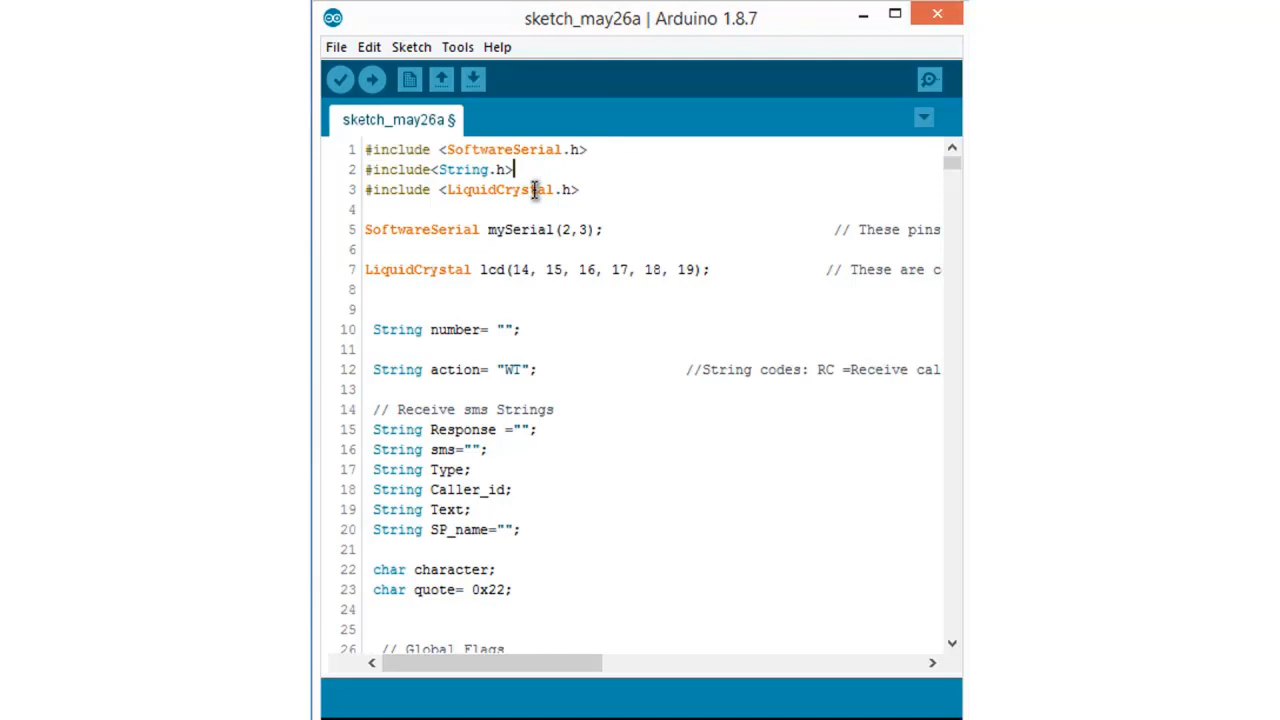 sketch_may26a | Arduino 1.8.7
File Edit Sketch Tools Help
sketch_may26a §
1 #include <SoftwareSerial.h>
2 #include<String.h>
3 #include <LiquidCrystal.h>
4
5 SoftwareSerial mySerial(2,3); // These pins
6
7 LiquidCrystal lcd(14, 15, 16, 17, 18, 19); // These are c
8
9
10 String number= "";
11
12 String action= "WT"; //String codes: RC =Receive cal
13
14 // Receive sms Strings
15 String Response ="";
16 String sms="";
17 String Type;
18 String Caller_id;
19 String Text;
20 String SP_name="";
21
22 char character;
23 char quote= 0x22;
24
25
26 // Global Flags